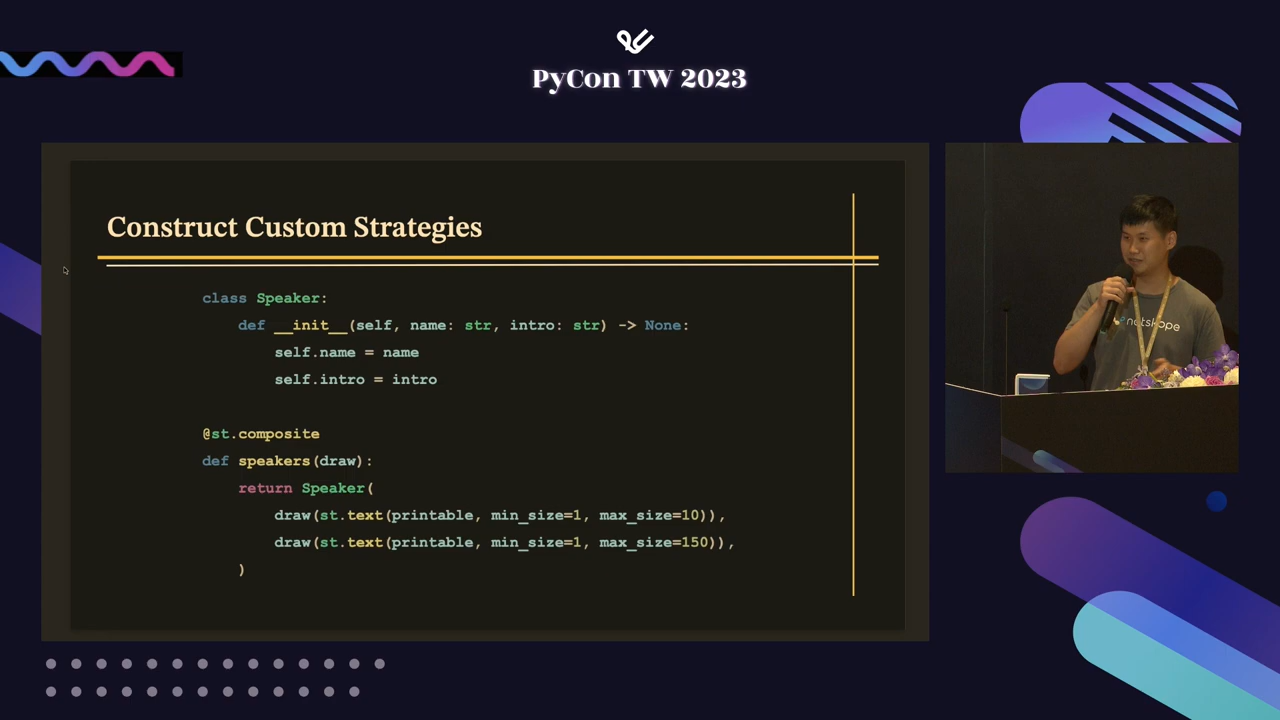 PyCon TW 2023
Construct Custom Strategies
class Speaker:
    def __init__(self, name: str, intro: str) -> None:
        self.name = name
        self.intro = intro
@st.composite
def speakers(draw):
    return Speaker(
        draw(st.text(printable, min_size=1, max_size=10)),
        draw(st.text(printable, min_size=1, max_size=150)),
    )
netskope